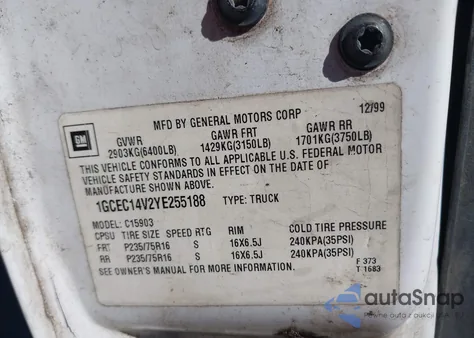 MFD BY GENERAL MOTORS CORP 12/99
GM
GVWR GAWR FRT GAWR RR
2903KG(6400LB) 1429KG(3150LB) 1701KG(3750LB)
THIS VEHICLE CONFORMS TO ALL APPLICABLE U.S. FEDERAL MOTOR
VEHICLE SAFETY STANDARDS IN EFFECT ON THE DATE OF
MANUFACTURE SHOWN ABOVE.
1GCEC14V2YE255188 TYPE: TRUCK
MODEL: C15903
CPSU TIRE SIZE SPEED RTG RIM COLD TIRE PRESSURE
FRT P235/75R16 S 16X6.5J 240KPA(35PSI)
RR P235/75R16 S 16X6.5J 240KPA(35PSI)
SEE OWNER'S MANUAL FOR MORE INFORMATION.
F 373
T 1683
autaSnap